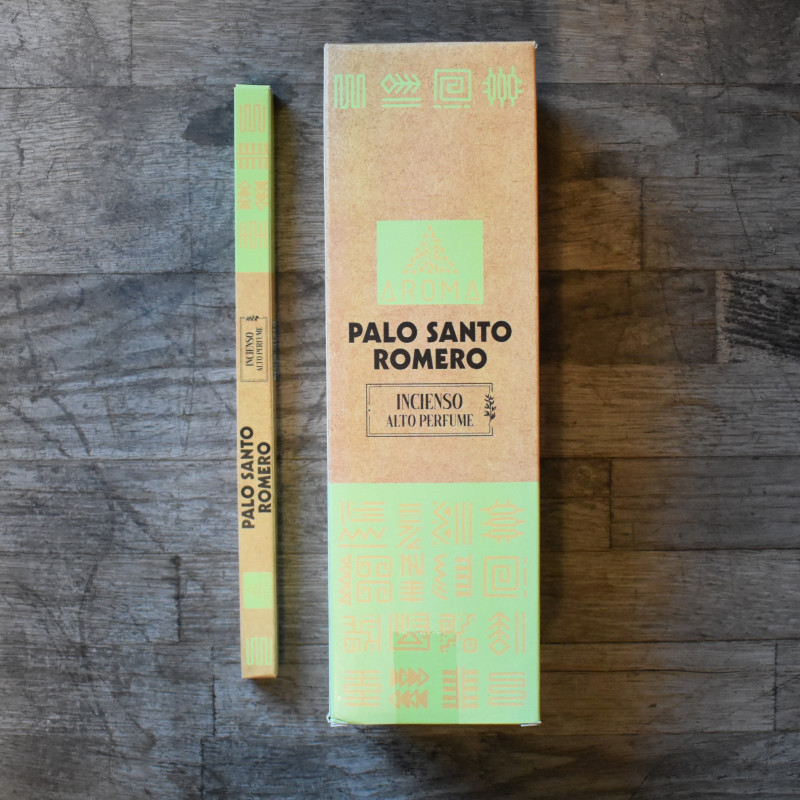 INCIENSO
ALTO PERFUME
PALO SANTO
ROMERO
AROMA
PALO SANTO
ROMERO
INCIENSO
ALTO PERFUME